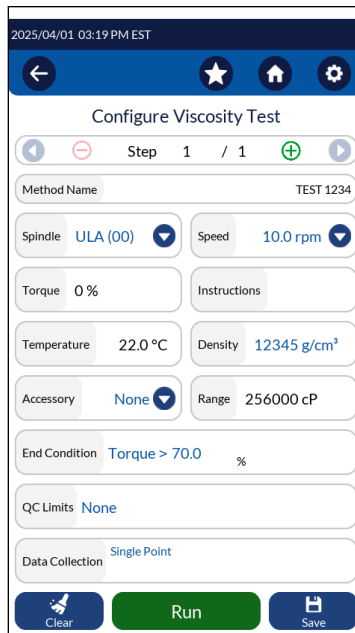 2025/04/01 03:19 PM EST
Configure Viscosity Test
Step 1 / 1
Method Name TEST 1234
Spindle ULA (00) Speed 10.0 rpm
Torque 0 % Instructions
Temperature 22.0 °C Density 12345 g/cm³
Accessory None Range 256000 cP
End Condition Torque > 70.0 %
QC Limits None
Data Collection Single Point
Clear Run Save